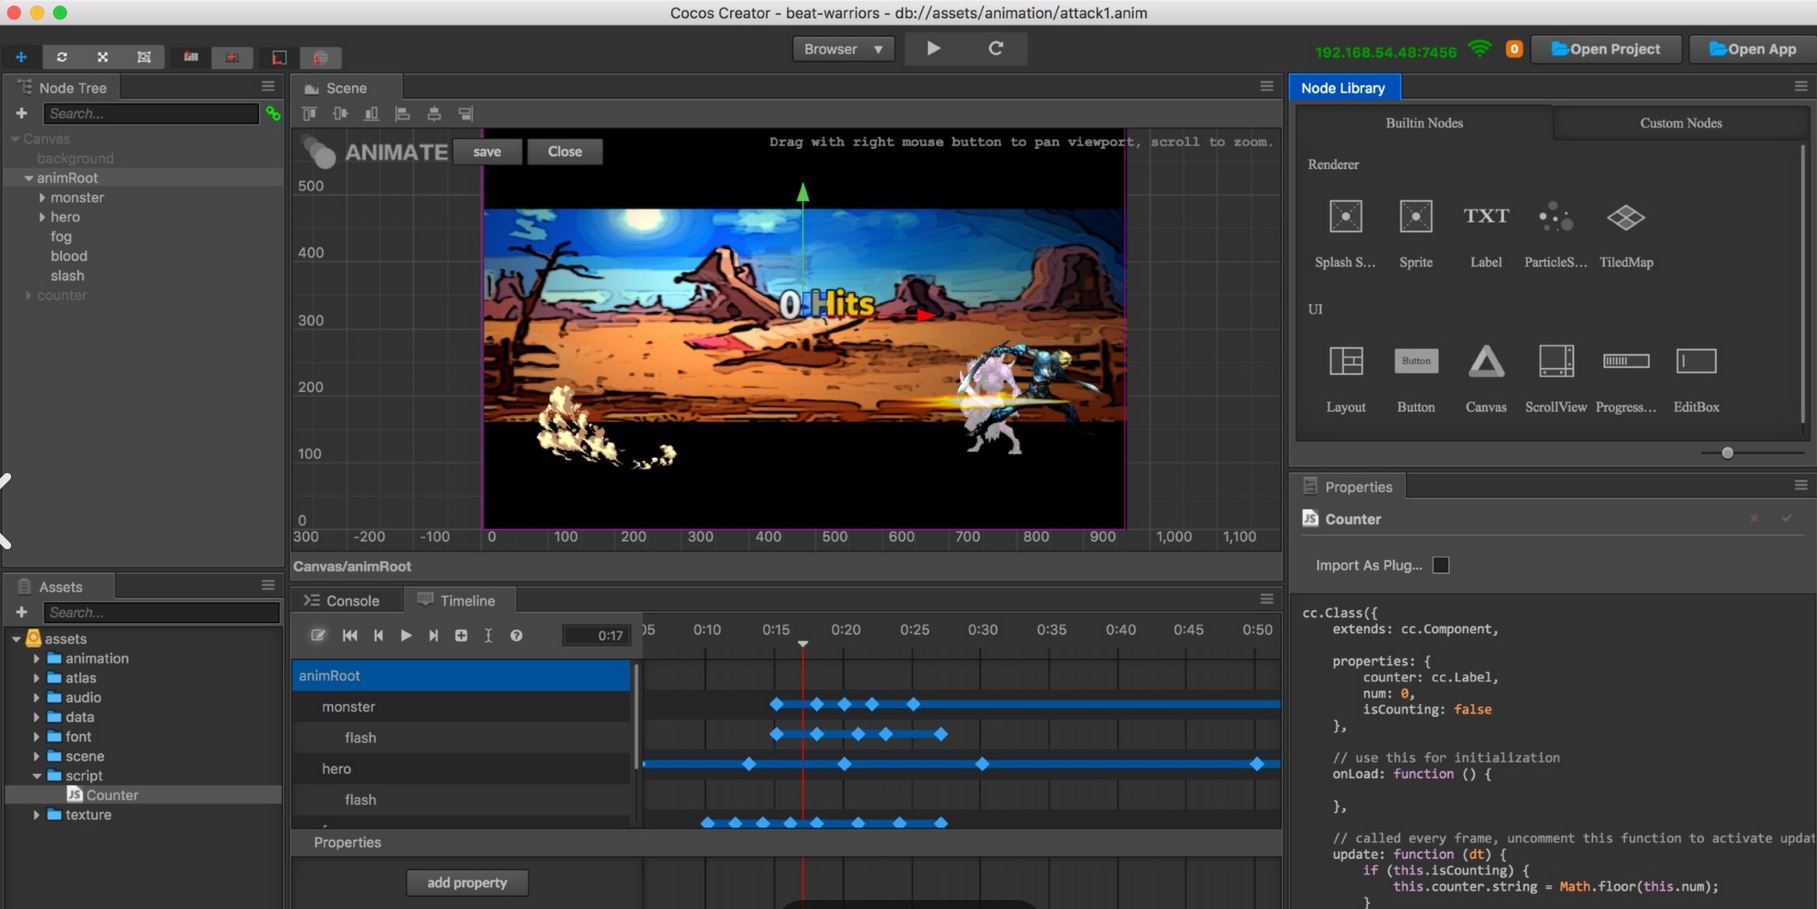 Cocos Creator - beat-warriors - db://assets/animation/attack1.anim
Browser
192.168.54.48:7456
0
Open Project
Open App
Node Tree
Search...
Canvas
background
animRoot
monster
hero
fog
blood
slash
counter
Scene
ANIMATE
save
Close
Drag with right mouse button to pan viewport, scroll to zoom.
500
400
300
200
100
0
0 Hits
300 -200 -100 0 100 200 300 400 500 600 700 800 900 1,000 1,100
Canvas/animRoot
Node Library
Builtin Nodes
Custom Nodes
Renderer
TXT
Splash S... Sprite Label ParticleS... TiledMap
UI
Button
Layout Button Canvas ScrollView Progress... EditBox
Assets
Search...
assets
animation
atlas
audio
data
font
scene
script
JS Counter
texture
Console
Timeline
0:17
05 0:10 0:15 0:20 0:25 0:30 0:35 0:40 0:45 0:50
animRoot
monster
flash
hero
flash
Properties
add property
Properties
JS Counter
Import As Plug...
cc.Class({
extends: cc.Component,
properties: {
counter: cc.Label,
num: 0,
isCounting: false
},
// use this for initialization
onLoad: function () {
},
// called every frame, uncomment this function to activate updat
update: function (dt) {
if (this.isCounting) {
this.counter.string = Math.floor(this.num);
}